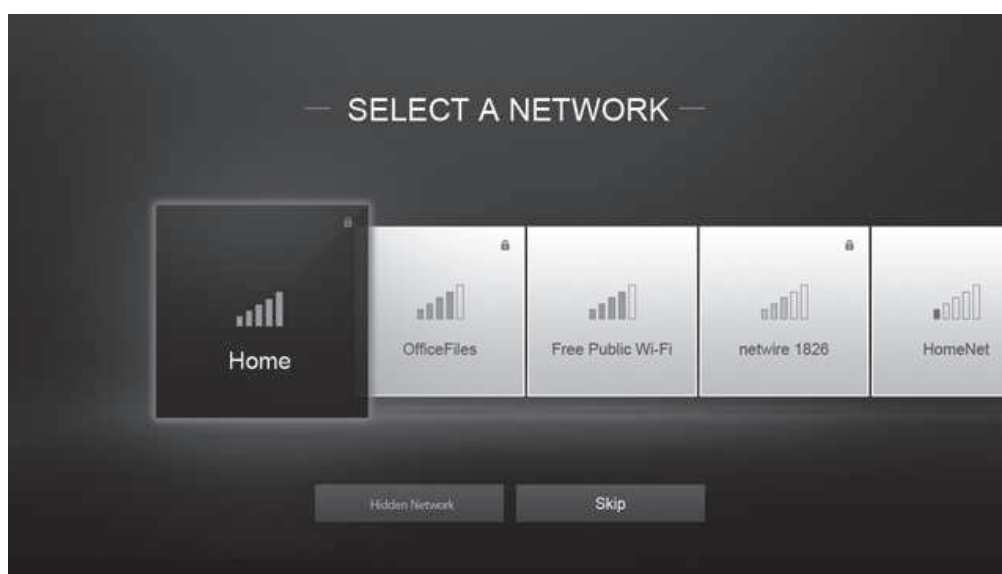 SELECT A NETWORK
Home
OfficeFiles
Free Public Wi-Fi
netwire 1826
HomeNet
Hidden Network
Skip